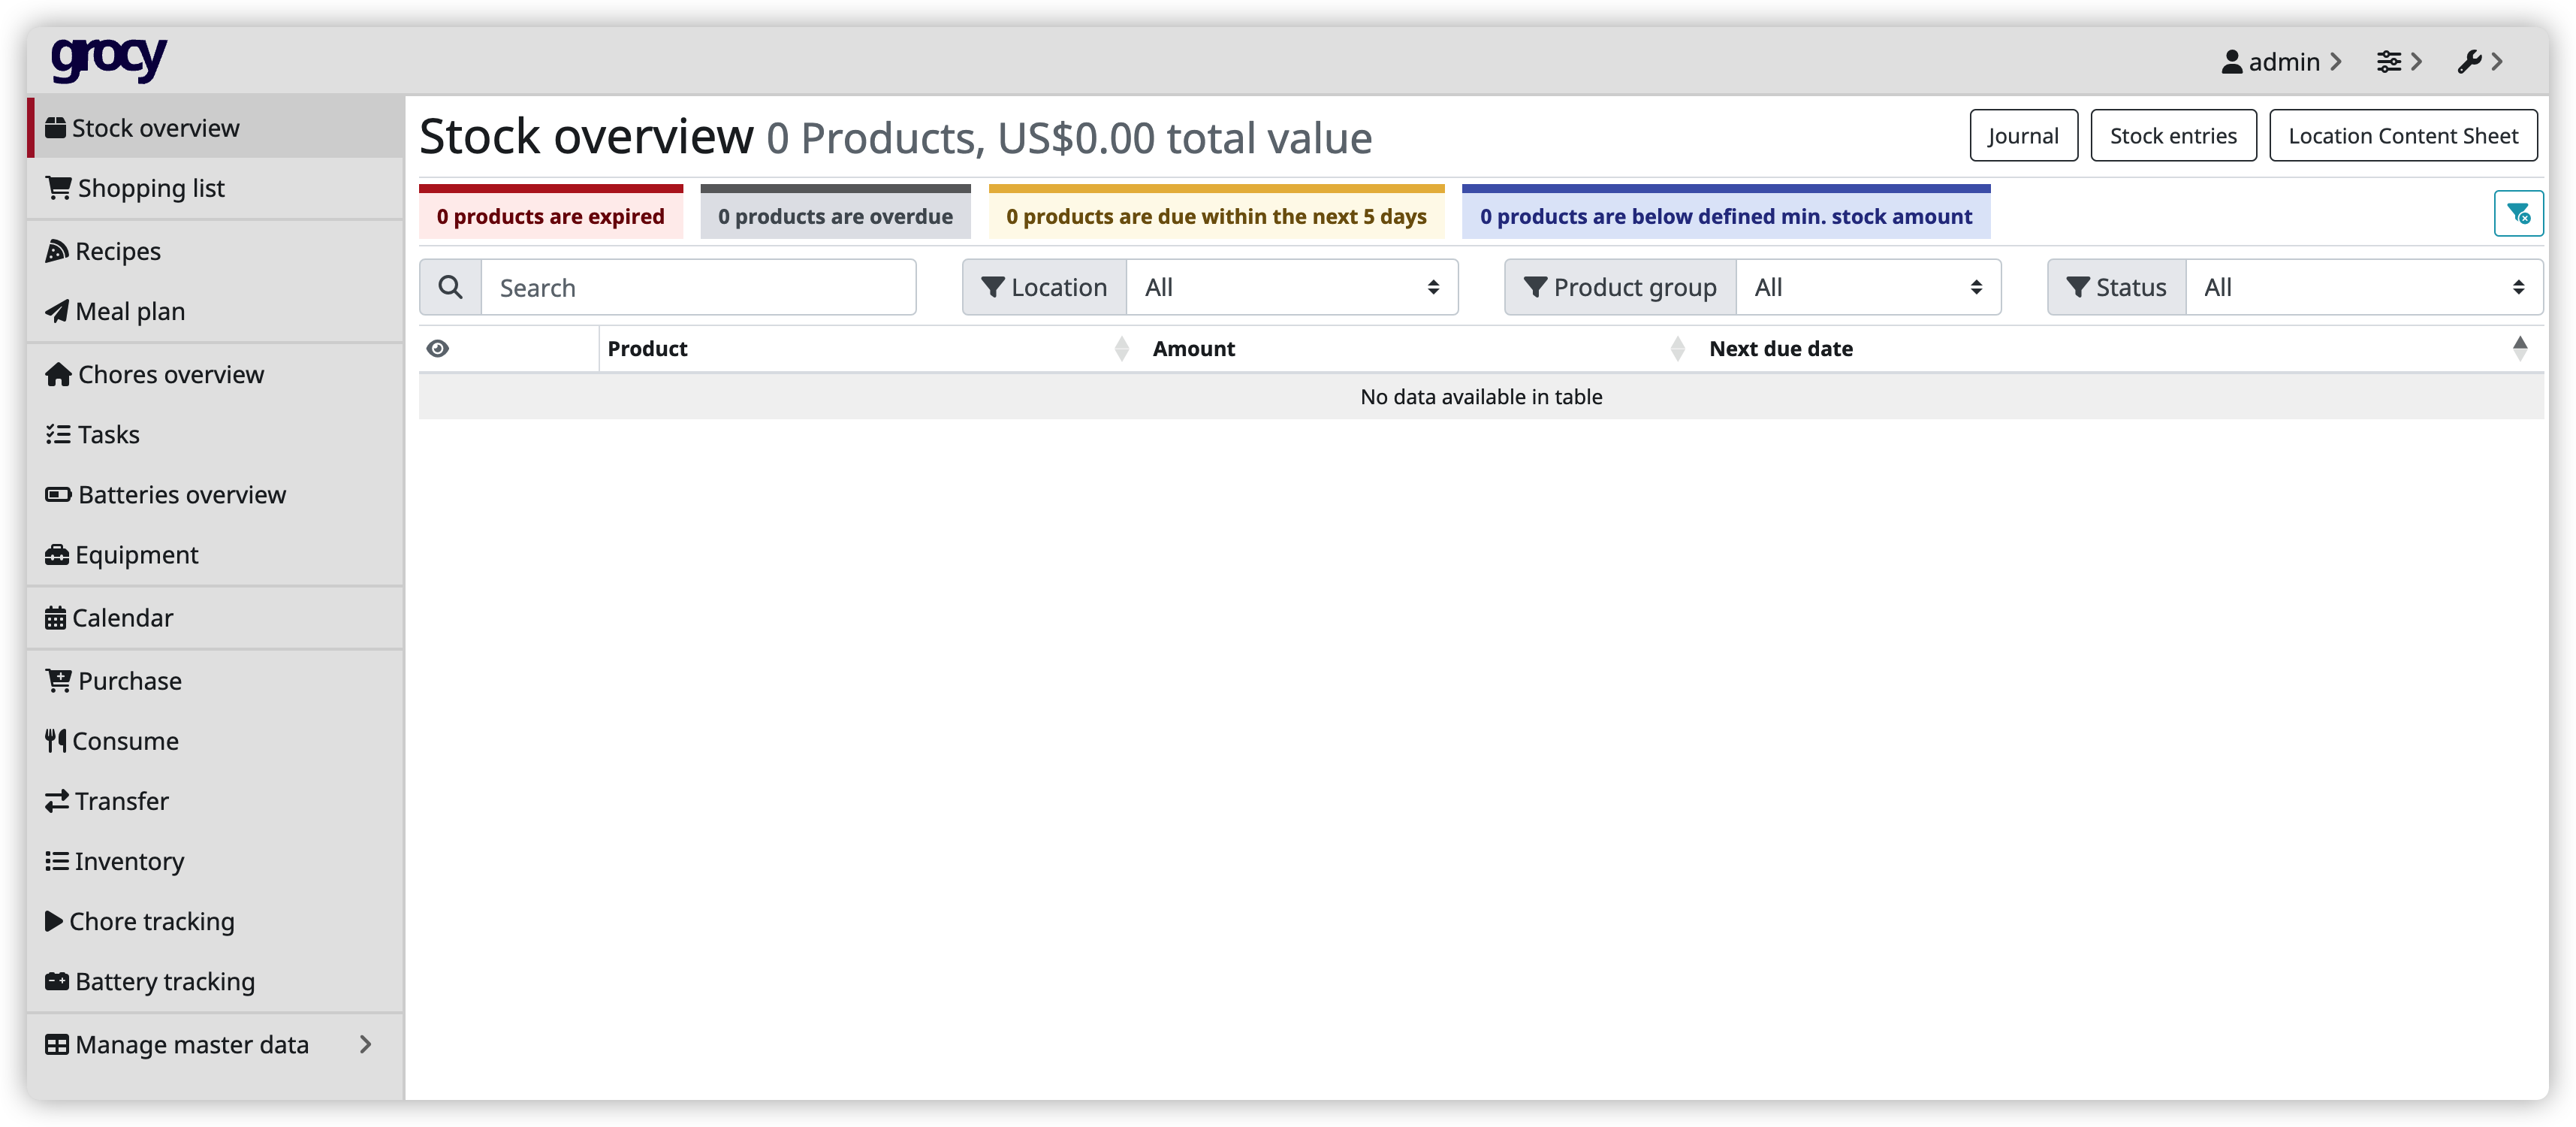 grocy
admin
Stock overview
Shopping list
Recipes
Meal plan
Chores overview
Tasks
Batteries overview
Equipment
Calendar
Purchase
Consume
Transfer
Inventory
Chore tracking
Battery tracking
Manage master data
Stock overview 0 Products, US$0.00 total value
Journal
Stock entries
Location Content Sheet
0 products are expired
0 products are overdue
0 products are due within the next 5 days
0 products are below defined min. stock amount
Search
Location All
Product group All
Status All
Product Amount Next due date
No data available in table